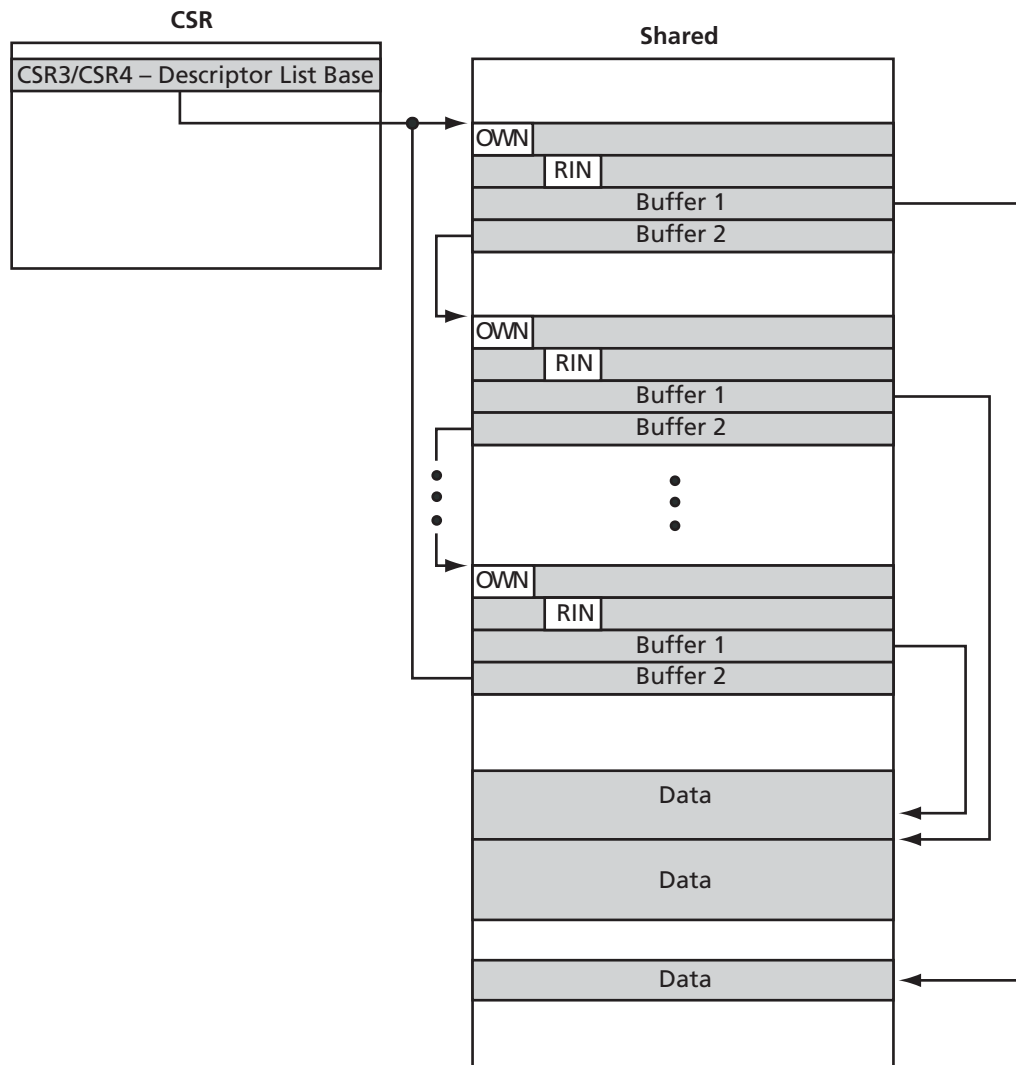 CSR
CSR3/CSR4 – Descriptor List Base
Shared
OWN
RIN
Buffer 1
Buffer 2
OWN
RIN
Buffer 1
Buffer 2
OWN
RIN
Buffer 1
Buffer 2
Data
Data
Data